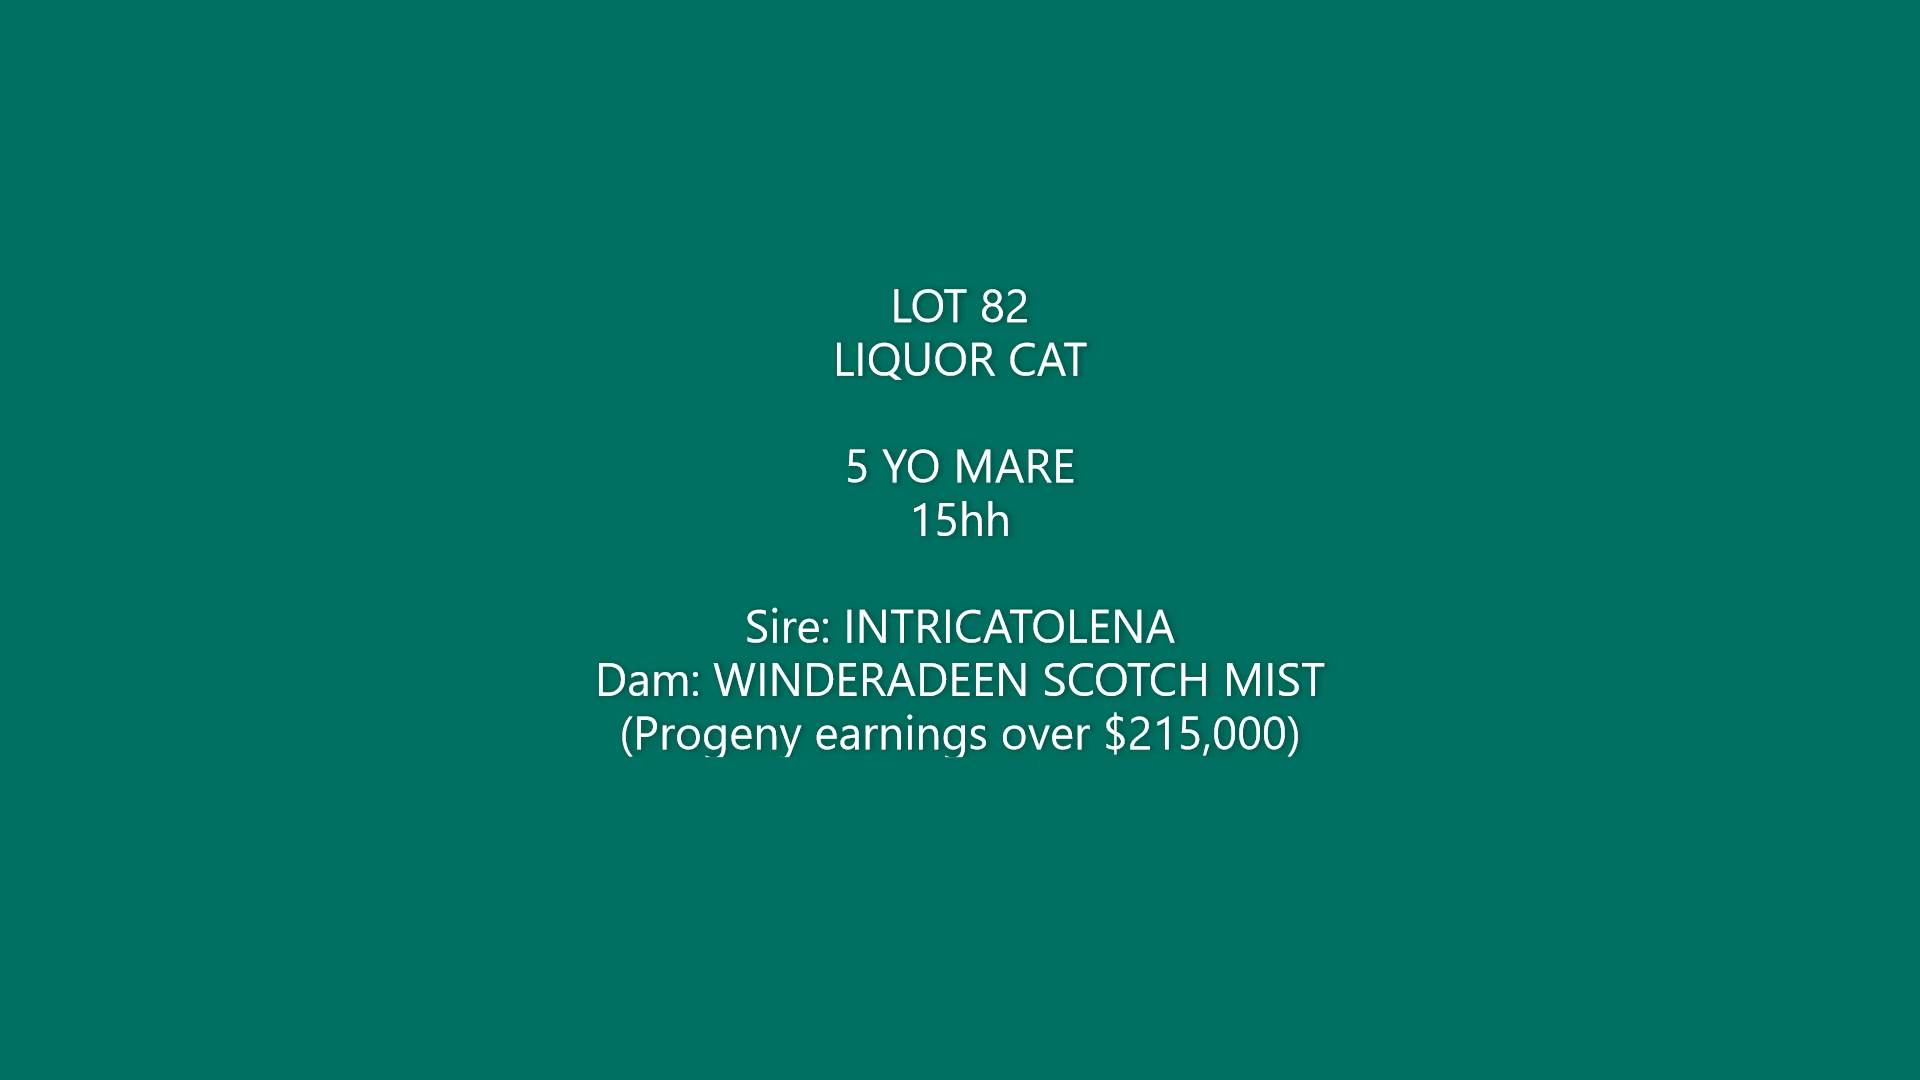 LOT 82
LIQUOR CAT
5 YO MARE
15hh
Sire: INTRICATOLENA
Dam: WINDERADEEN SCOTCH MIST
(Progeny earnings over $215,000)